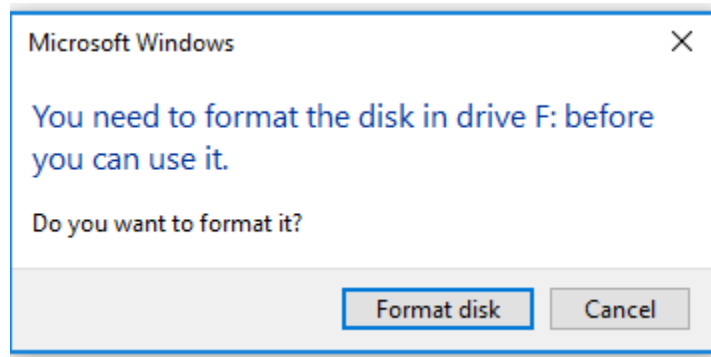 Microsoft Windows
You need to format the disk in drive F: before
you can use it.
Do you want to format it?
Format disk
Cancel